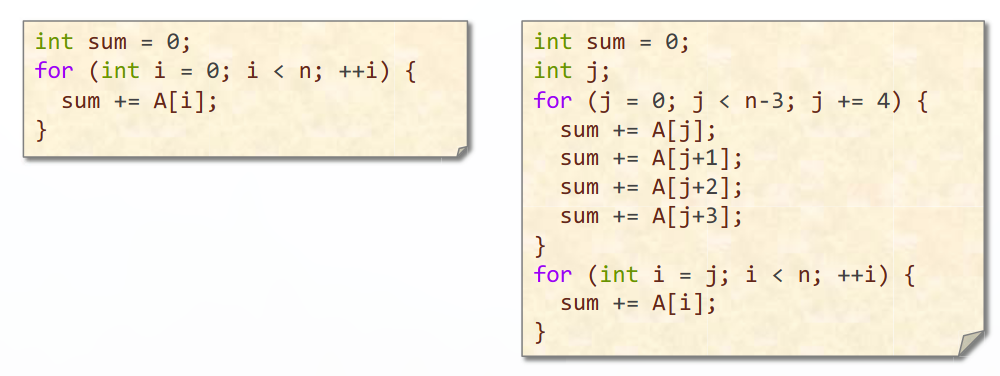 int sum = 0;
for (int i = 0; i < n; ++i) {
  sum += A[i];
}
int sum = 0;
int j;
for (j = 0; j < n-3; j += 4) {
  sum += A[j];
  sum += A[j+1];
  sum += A[j+2];
  sum += A[j+3];
}
for (int i = j; i < n; ++i) {
  sum += A[i];
}